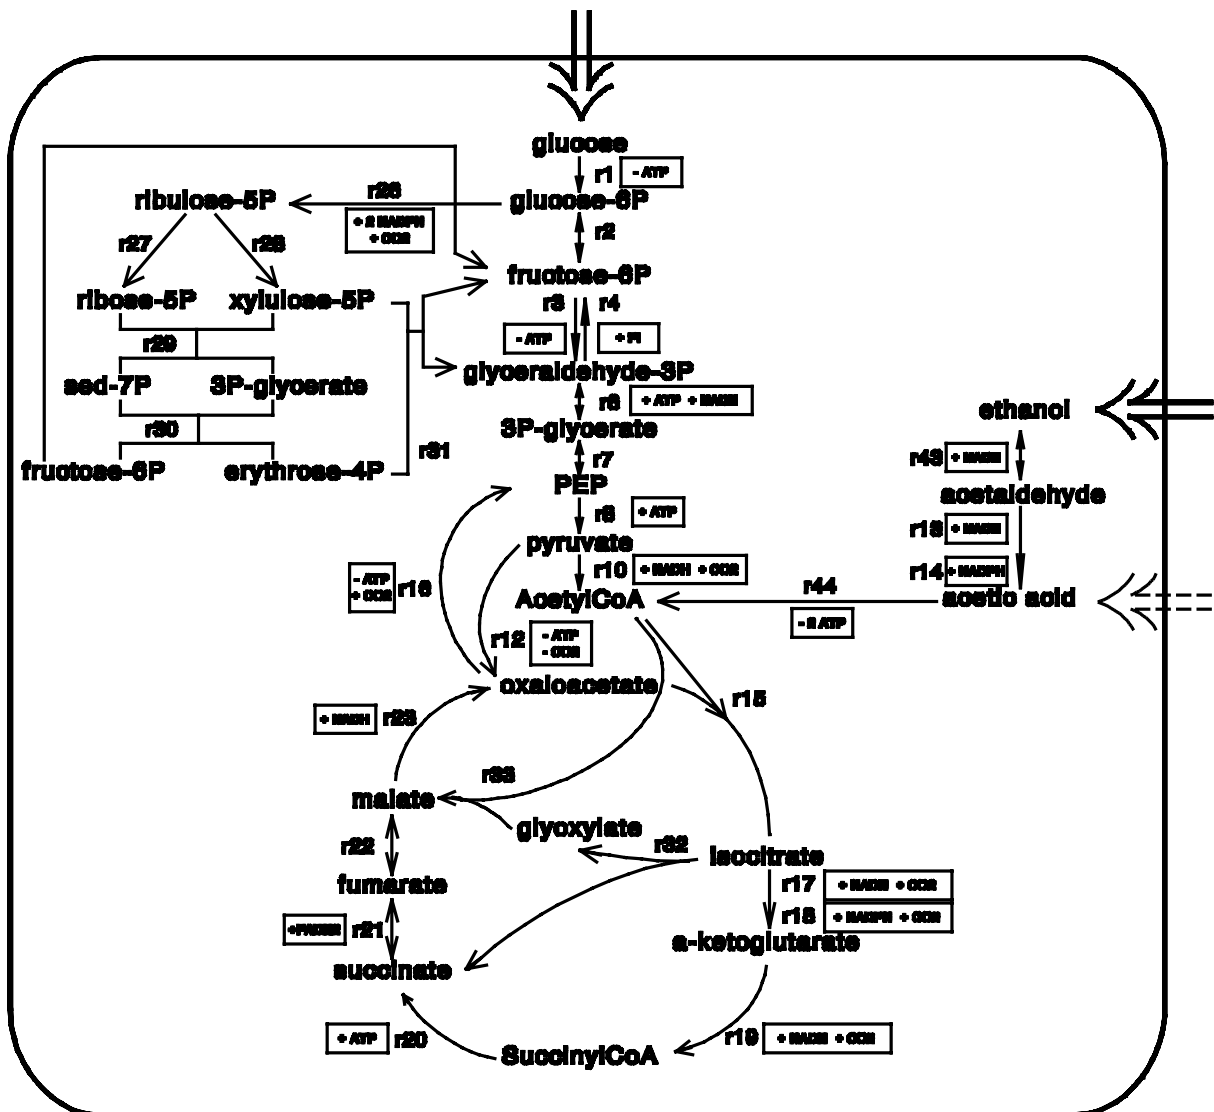 glucose
r1 - ATP
ribulose-5P r26 glucose-6P
+ 2 NADPH
+ CO2
r2
r27 r28
fructose-6P
ribose-5P xylulose-5P
r3 r4
- ATP + Pi
r29
glyceraldehyde-3P
sed-7P 3P-glycerate
r6 + ATP + NADH
ethanol
r30
3P-glycerate
r31
r43 + NADH
r7
fructose-6P erythrose-4P
PEP
acetaldehyde
r8 + ATP
r13 + NADH
pyruvate
r10 + NADH + CO2
r14 + NADPH
- ATP
+ CO2
r16
r44
AcetylCoA
acetic acid
- 2 ATP
r12
- ATP
- CO2
oxaloacetate
r15
+ NADH r23
r33
malate
glyoxylate
r22
r32
isocitrate
fumarate
r17 + NADH + CO2
r18 + NADPH + CO2
+FADH2 r21
a-ketoglutarate
succinate
+ ATP r20
r19 + NADH + CO2
SuccinylCoA